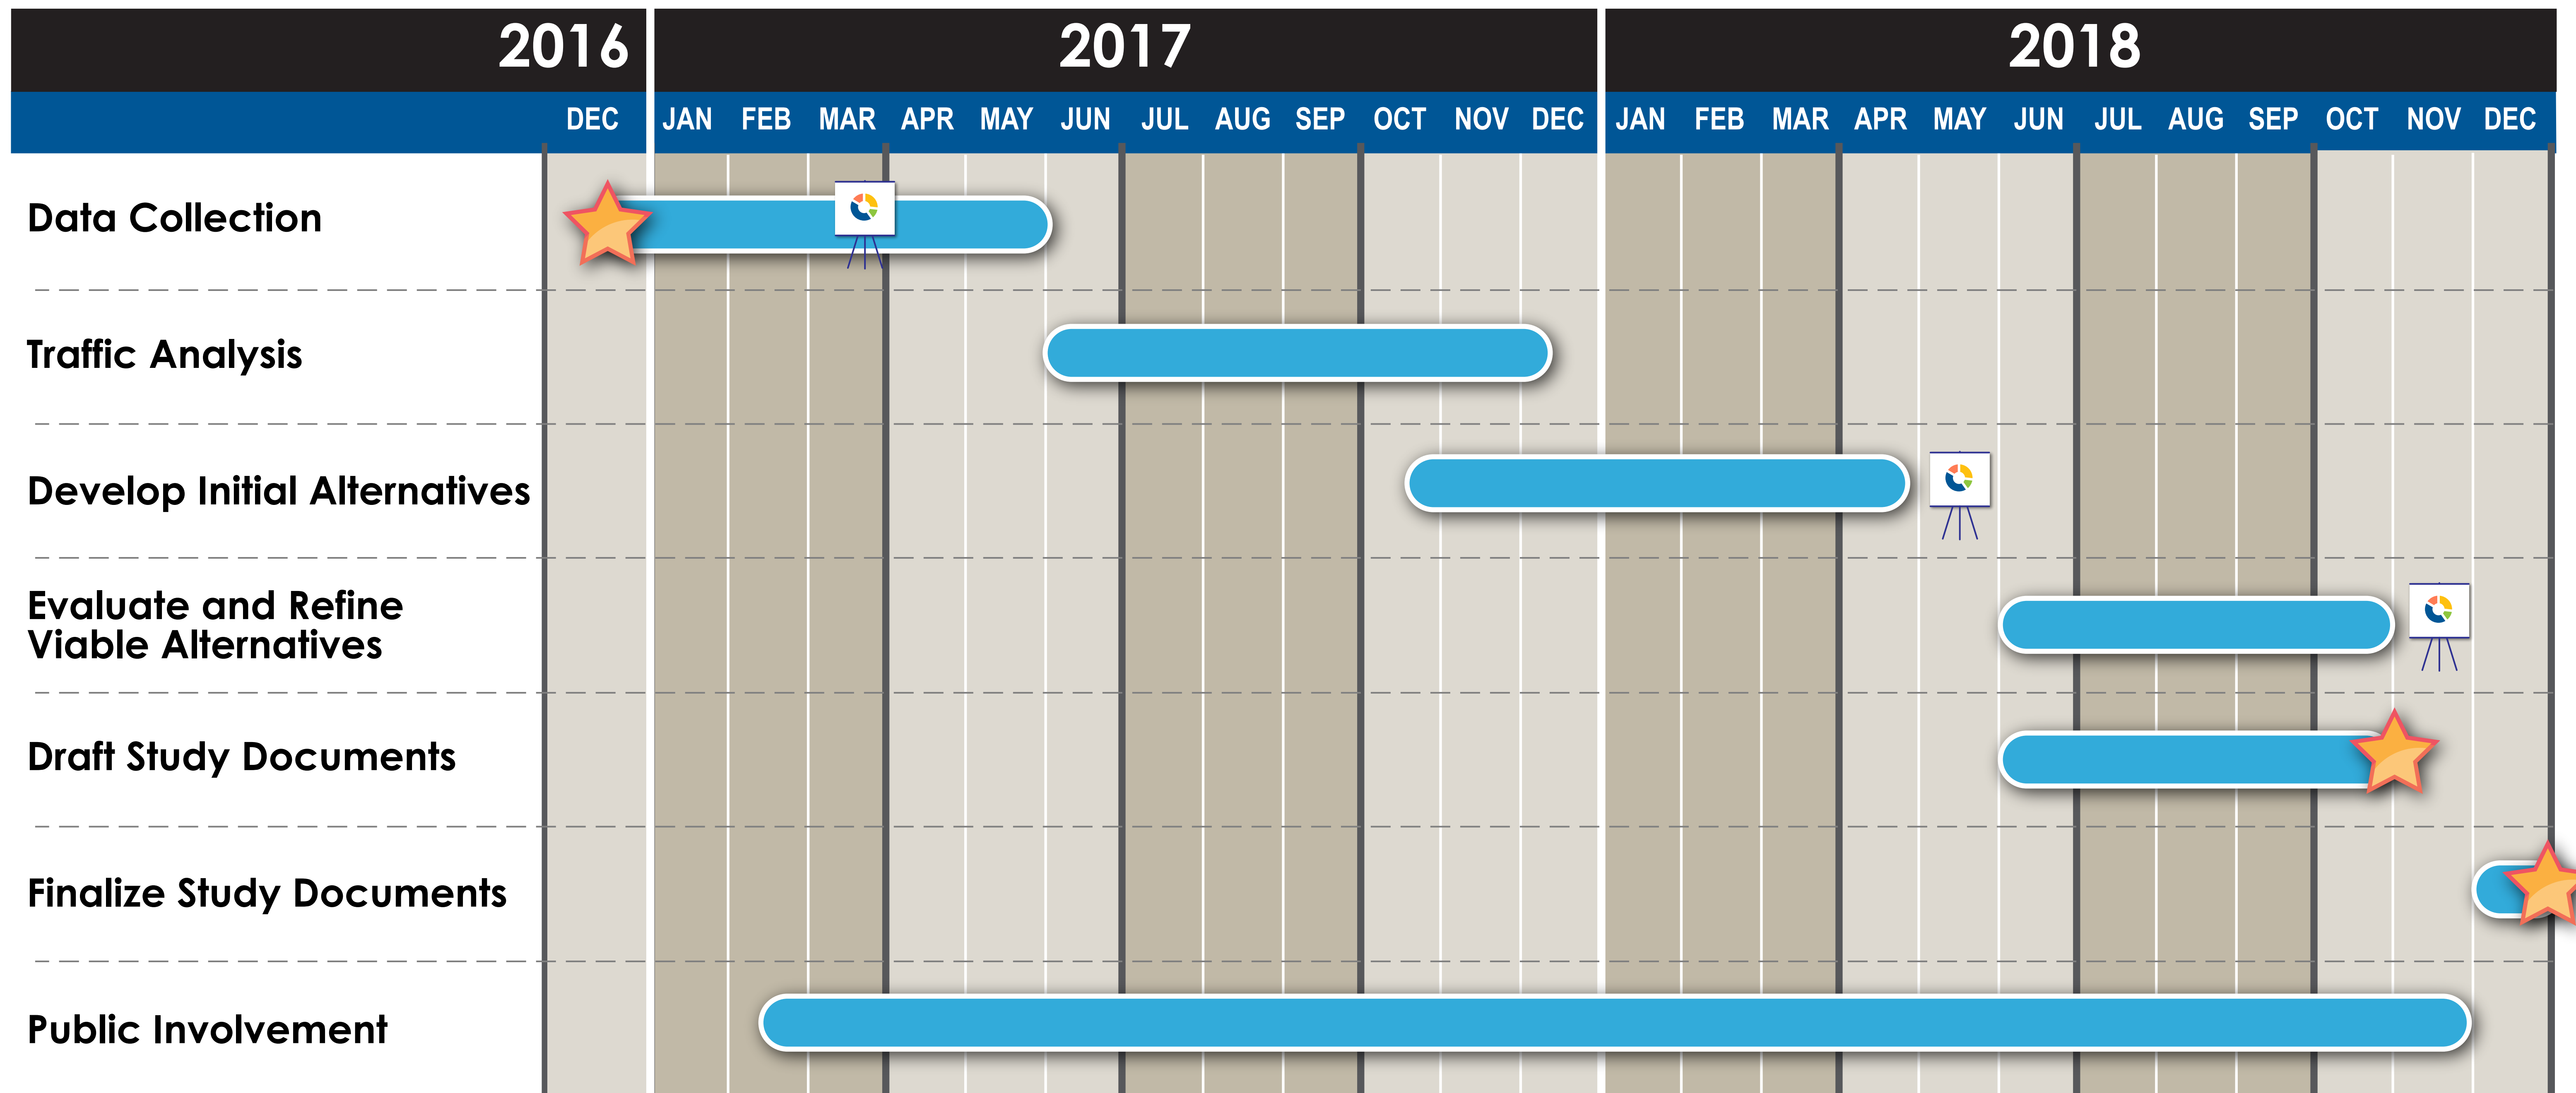 2016 2017 2018
DEC JAN FEB MAR APR MAY JUN JUL AUG SEP OCT NOV DEC JAN FEB MAR APR MAY JUN JUL AUG SEP OCT NOV DEC
Data Collection
Traffic Analysis
Develop Initial Alternatives
Evaluate and Refine
Viable Alternatives
Draft Study Documents
Finalize Study Documents
Public Involvement